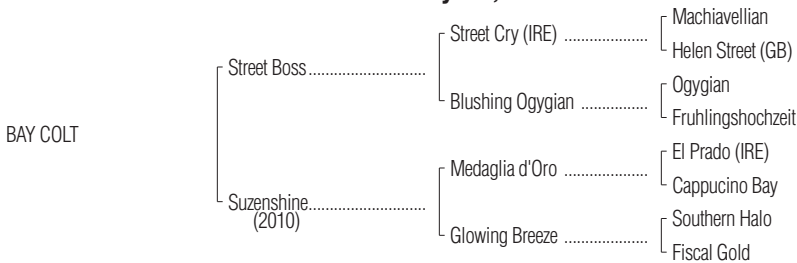 Machiavellian
Street Cry (IRE) ....................
Helen Street (GB)
Street Boss............................
Ogygian
Blushing Ogygian ................
Fruhlingshochzeit
BAY COLT
El Prado (IRE)
Medaglia d'Oro ....................
Cappucino Bay
Suzenshine............................
(2010)
Southern Halo
Glowing Breeze ....................
Fiscal Gold